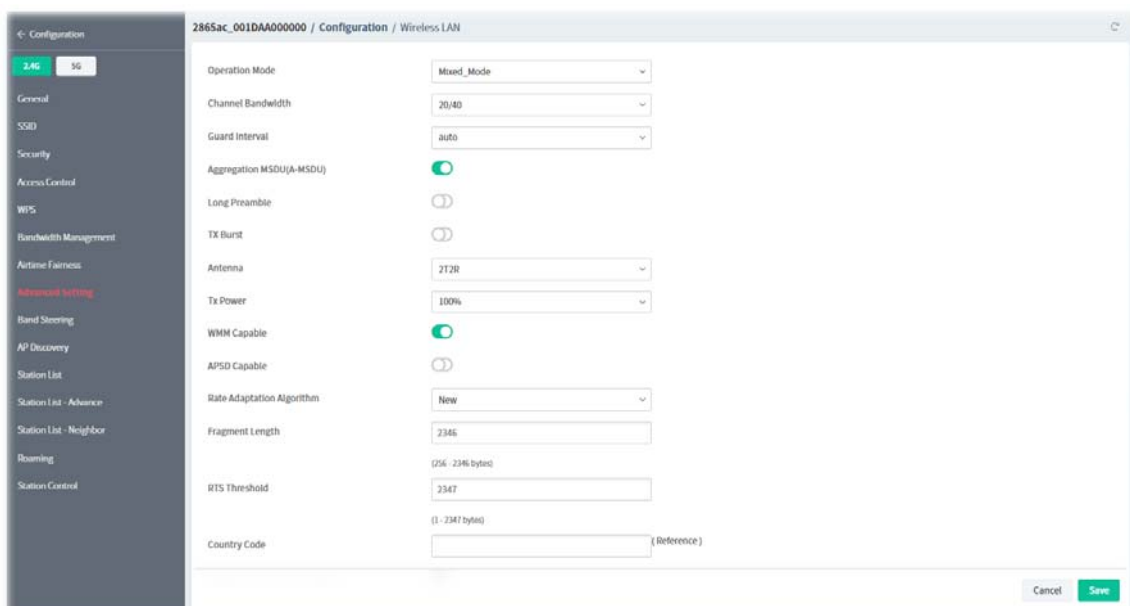 ← Configuration
2865ac_001DAA000000 / Configuration / Wireless LAN
2.4G 5G
General
SSID
Security
Access Control
WPS
Bandwidth Management
Airtime Fairness
Advanced Setting
Band Steering
AP Discovery
Station List
Station List - Advance
Station List - Neighbor
Roaming
Station Control
Operation Mode Mixed_Mode
Channel Bandwidth 20/40
Guard Interval auto
Aggregation MSDU(A-MSDU)
Long Preamble
TX Burst
Antenna 2T2R
Tx Power 100%
WMM Capable
APSD Capable
Rate Adaptation Algorithm New
Fragment Length 2346
(256 - 2346 bytes)
RTS Threshold 2347
(1 - 2347 bytes)
Country Code ( Reference )
Cancel Save